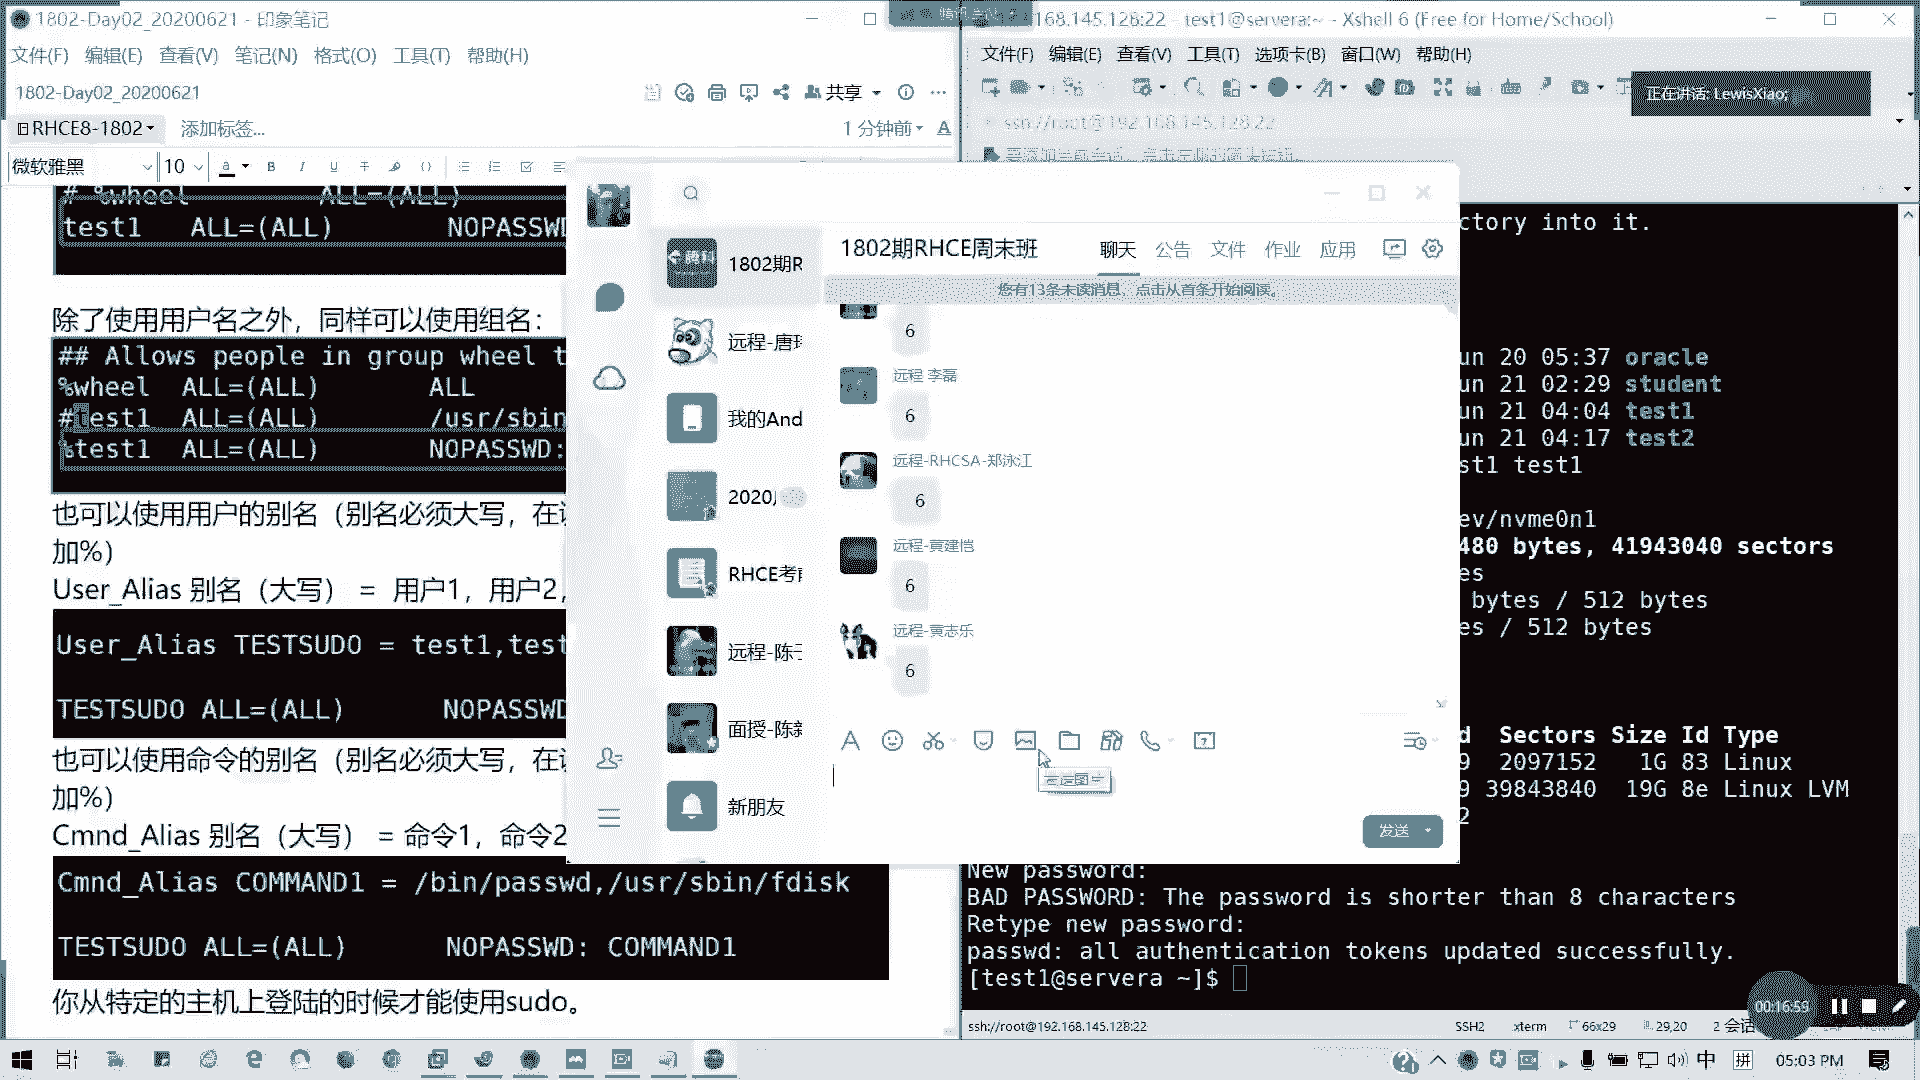 1802-Day02_20200621 - 印象笔记
文件(F) 编辑(E) 查看(V) 笔记(N) 格式(O) 工具(T) 帮助(H)
1802-Day02_20200621
共享
RHCE8-1802
添加标签...
1 分钟前
微软雅黑 10
# %wheel ALL=(ALL)
test1 ALL=(ALL) NOPASSWD
除了使用用户名之外，同样可以使用组名：
## Allows people in group wheel t
%wheel ALL=(ALL) ALL
#test1 ALL=(ALL) /usr/sbin
%test1 ALL=(ALL) NOPASSWD:
也可以使用用户的别名（别名必须大写，在
加%）
User_Alias 别名（大写） = 用户1，用户2，
User_Alias TESTSUDO = test1,test
TESTSUDO ALL=(ALL) NOPASSWD
也可以使用命令的别名（别名必须大写，在
加%）
Cmnd_Alias 别名（大写） = 命令1，命令2
Cmnd_Alias COMMAND1 = /bin/passwd,/usr/sbin/fdisk
TESTSUDO ALL=(ALL) NOPASSWD: COMMAND1
你从特定的主机上登陆的时候才能使用sudo。
168.145.128:22 - test1@servera:~ - Xshell 6 (Free for Home/School)
文件(F) 编辑(E) 查看(V) 工具(T) 选项卡(B) 窗口(W) 帮助(H)
正在讲话: LewisXiao;
ssh://root@192.168.145.128:22
1802期R
远程-唐
我的And
2020
RHCE考
远程-陈
面授-陈
新朋友
1802期RHCE周末班
聊天 公告 文件 作业 应用
您有13条未读消息，点击从首条开始阅读。
6
远程 李磊
6
远程-RHCSA-郑泳江
6
远程-黄建恺
6
远程-黄志乐
6
发送
ctory into it.
un 20 05:37 oracle
un 21 02:29 student
un 21 04:04 test1
un 21 04:17 test2
st1 test1
ev/nvme0n1
480 bytes, 41943040 sectors
es
bytes / 512 bytes
es / 512 bytes
d Sectors Size Id Type
9 2097152 1G 83 Linux
9 39843840 19G 8e Linux LVM
2
New password:
BAD PASSWORD: The password is shorter than 8 characters
Retype new password:
passwd: all authentication tokens updated successfully.
[test1@servera ~]$
00:16:59
ssh://root@192.168.145.128:22 SSH2 xterm 66x29 29,20 2 会话
中 拼 05:03 PM